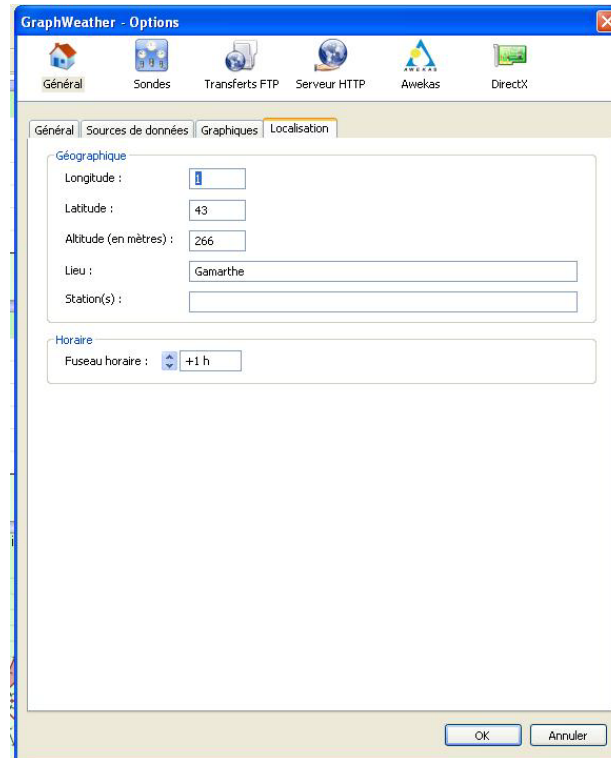 GraphWeather - Options
Général Sondes Transferts FTP Serveur HTTP Awekas DirectX
AWEKAS
Général Sources de données Graphiques Localisation
Géographique
Longitude : 1
Latitude : 43
Altitude (en mètres) : 266
Lieu : Gamarthe
Station(s) :
Horaire
Fuseau horaire : +1 h
OK Annuler